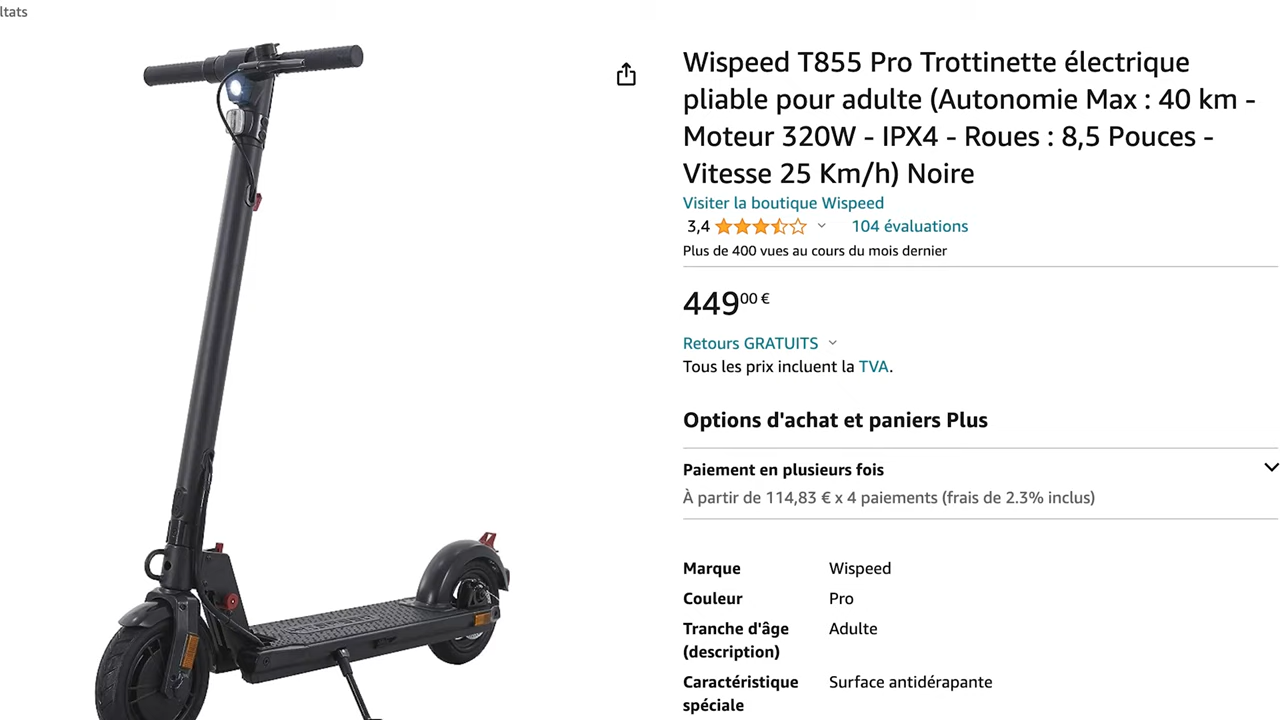 ltats
Wispeed T855 Pro Trottinette électrique
pliable pour adulte (Autonomie Max : 40 km -
Moteur 320W - IPX4 - Roues : 8,5 Pouces -
Vitesse 25 Km/h) Noire
Visiter la boutique Wispeed
3,4 104 évaluations
Plus de 400 vues au cours du mois dernier
449,00 €
Retours GRATUITS
Tous les prix incluent la TVA.
Options d'achat et paniers Plus
Paiement en plusieurs fois
À partir de 114,83 € x 4 paiements (frais de 2.3% inclus)
Marque Wispeed
Couleur Pro
Tranche d'âge Adulte
(description)
Caractéristique Surface antidérapante
spéciale